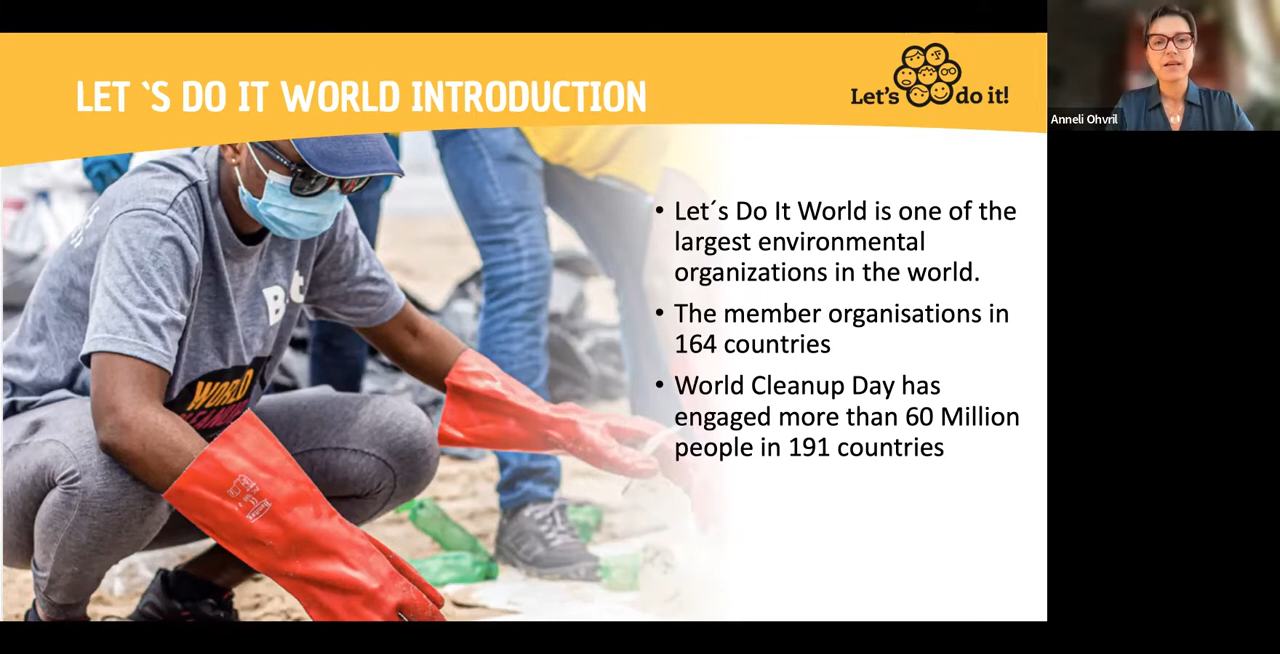 LET `S DO IT WORLD INTRODUCTION
Let's do it!
Anneli Ohvril
• Let´s Do It World is one of the
largest environmental
organizations in the world.
• The member organisations in
164 countries
• World Cleanup Day has
engaged more than 60 Million
people in 191 countries
WORLD